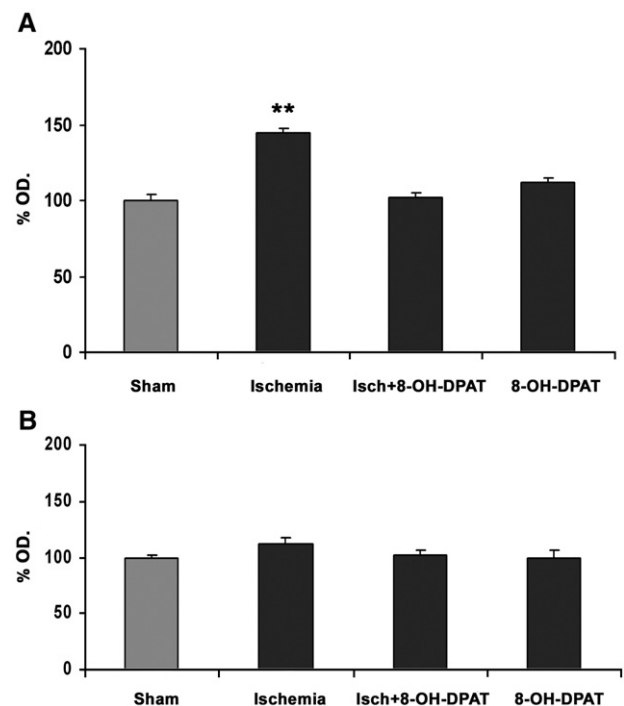 A
200
**
150
100
50
0
% OD.
Sham Ischemia Isch+8-OH-DPAT 8-OH-DPAT
B
200
150
100
50
0
% OD.
Sham Ischemia Isch+8-OH-DPAT 8-OH-DPAT